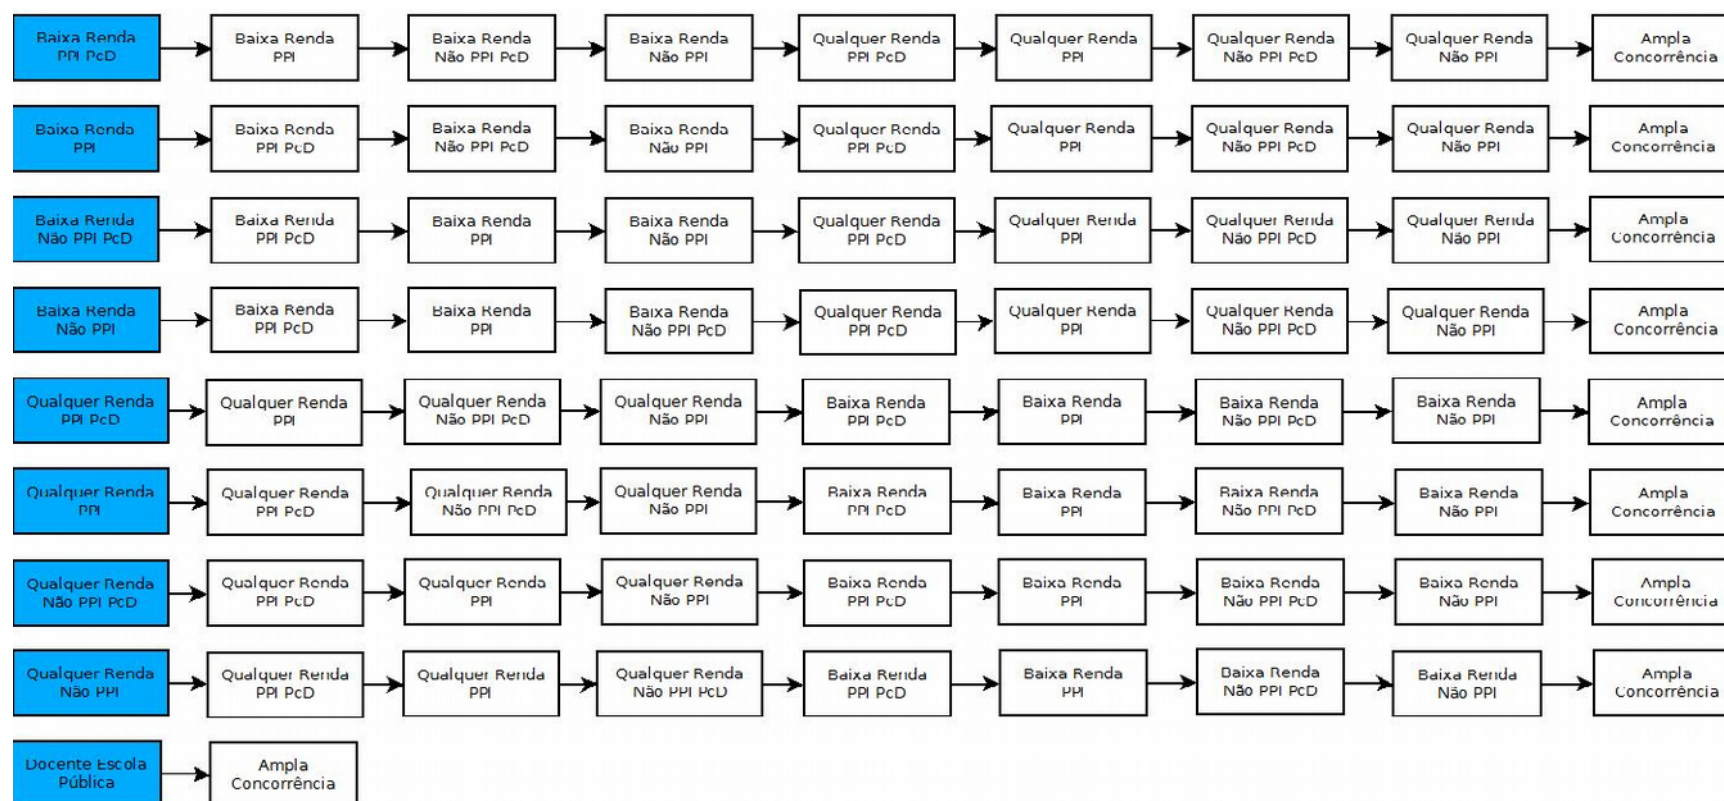 Baixa Renda
PPI PcD
Baixa Renda
PPI
Baixa Renda
Não PPI PcD
Baixa Renda
Não PPI
Qualquer Renda
PPI PcD
Qualquer Renda
PPI
Qualquer Renda
Não PPI PcD
Qualquer Renda
Não PPI
Ampla
Concorrência
Baixa Renda
PPI
Baixa Renda
PPI PcD
Baixa Renda
Não PPI PcD
Baixa Renda
Não PPI
Qualquer Renda
PPI PcD
Qualquer Renda
PPI
Qualquer Renda
Não PPI PcD
Qualquer Renda
Não PPI
Ampla
Concorrência
Baixa Renda
Não PPI PcD
Baixa Renda
PPI PcD
Baixa Renda
PPI
Baixa Renda
Não PPI
Qualquer Renda
PPI PcD
Qualquer Renda
PPI
Qualquer Renda
Não PPI PcD
Qualquer Renda
Não PPI
Ampla
Concorrência
Baixa Renda
Não PPI
Baixa Renda
PPI PcD
Baixa Renda
PPI
Baixa Renda
Não PPI PcD
Qualquer Renda
PPI PcD
Qualquer Renda
PPI
Qualquer Renda
Não PPI PcD
Qualquer Renda
Não PPI
Ampla
Concorrência
Qualquer Renda
PPI PcD
Qualquer Renda
PPI
Qualquer Renda
Não PPI PcD
Qualquer Renda
Não PPI
Baixa Renda
PPI PcD
Baixa Renda
PPI
Baixa Renda
Não PPI PcD
Baixa Renda
Não PPI
Ampla
Concorrência
Qualquer Renda
PPI
Qualquer Renda
PPI PcD
Qualquer Renda
Não PPI PcD
Qualquer Renda
Não PPI
Baixa Renda
PPI PcD
Baixa Renda
PPI
Baixa Renda
Não PPI PcD
Baixa Renda
Não PPI
Ampla
Concorrência
Qualquer Renda
Não PPI PcD
Qualquer Renda
PPI PcD
Qualquer Renda
PPI
Qualquer Renda
Não PPI
Baixa Renda
PPI PcD
Baixa Renda
PPI
Baixa Renda
Não PPI PcD
Baixa Renda
Não PPI
Ampla
Concorrência
Qualquer Renda
Não PPI
Qualquer Renda
PPI PcD
Qualquer Renda
PPI
Qualquer Renda
Não PPI PcD
Baixa Renda
PPI PcD
Baixa Renda
PPI
Baixa Renda
Não PPI PcD
Baixa Renda
Não PPI
Ampla
Concorrência
Docente Escola
Pública
Ampla
Concorrência